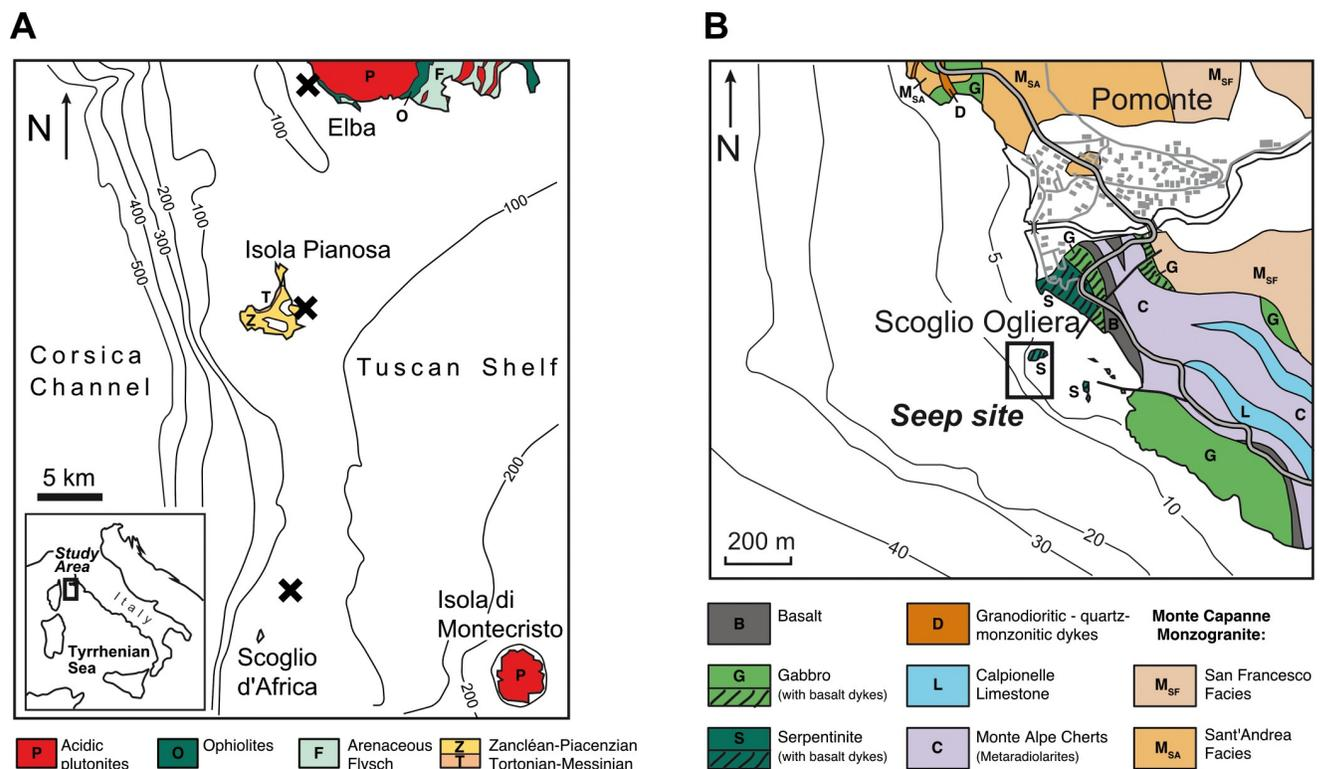 A
P
F
O
Elba
N
100
200
100
400
300
500
100
Isola Pianosa
T
Z
Corsica
Channel
Tuscan Shelf
5 km
200
Study
Area
Italy
Tyrrhenian
Sea
Scoglio
d'Africa
Isola di
Montecristo
P
200
P
Acidic
plutonites
O
Ophiolites
F
Arenaceous
Flysch
Z
T
Zancléan-Piacenzian
Tortonian-Messinian
B
N
MSA
G
D
MSA
MSF
Pomonte
5
G
G
S
B
C
MSF
G
Scoglio Ogliera
S
S
Seep site
L
C
G
10
20
30
40
200 m
B
Basalt
G
Gabbro
(with basalt dykes)
S
Serpentinite
(with basalt dykes)
D
Granodioritic - quartz-
monzonitic dykes
L
Calpionelle
Limestone
C
Monte Alpe Cherts
(Metaradiolarites)
Monte Capanne
Monzogranite:
MSF
San Francesco
Facies
MSA
Sant'Andrea
Facies